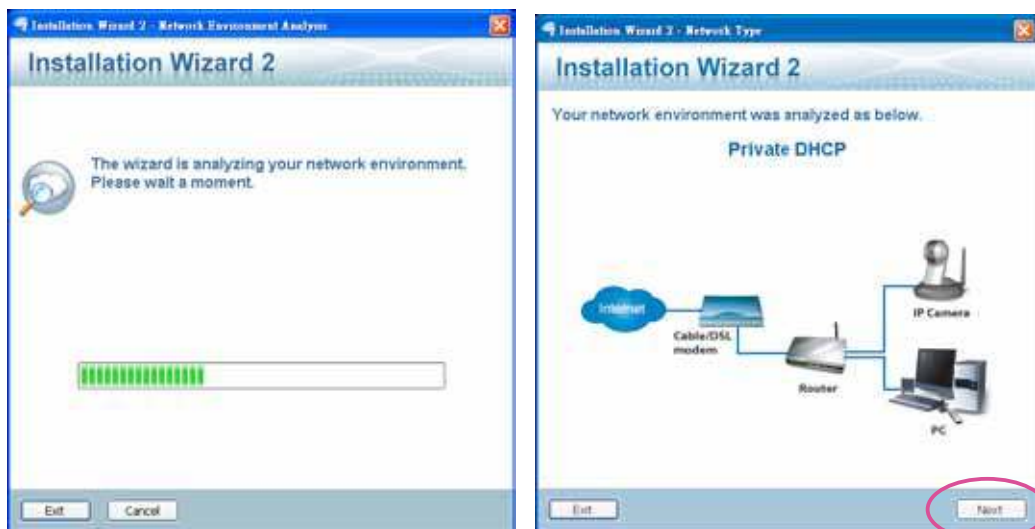 Installation Wizard 2 - Network Environment Analysis
Installation Wizard 2
The wizard is analyzing your network environment.
Please wait a moment.
Exit
Cancel
Installation Wizard 2 - Network Type
Installation Wizard 2
Your network environment was analyzed as below.
Private DHCP
Internet
Cable/DSL
modem
Router
IP Camera
PC
Exit
Next